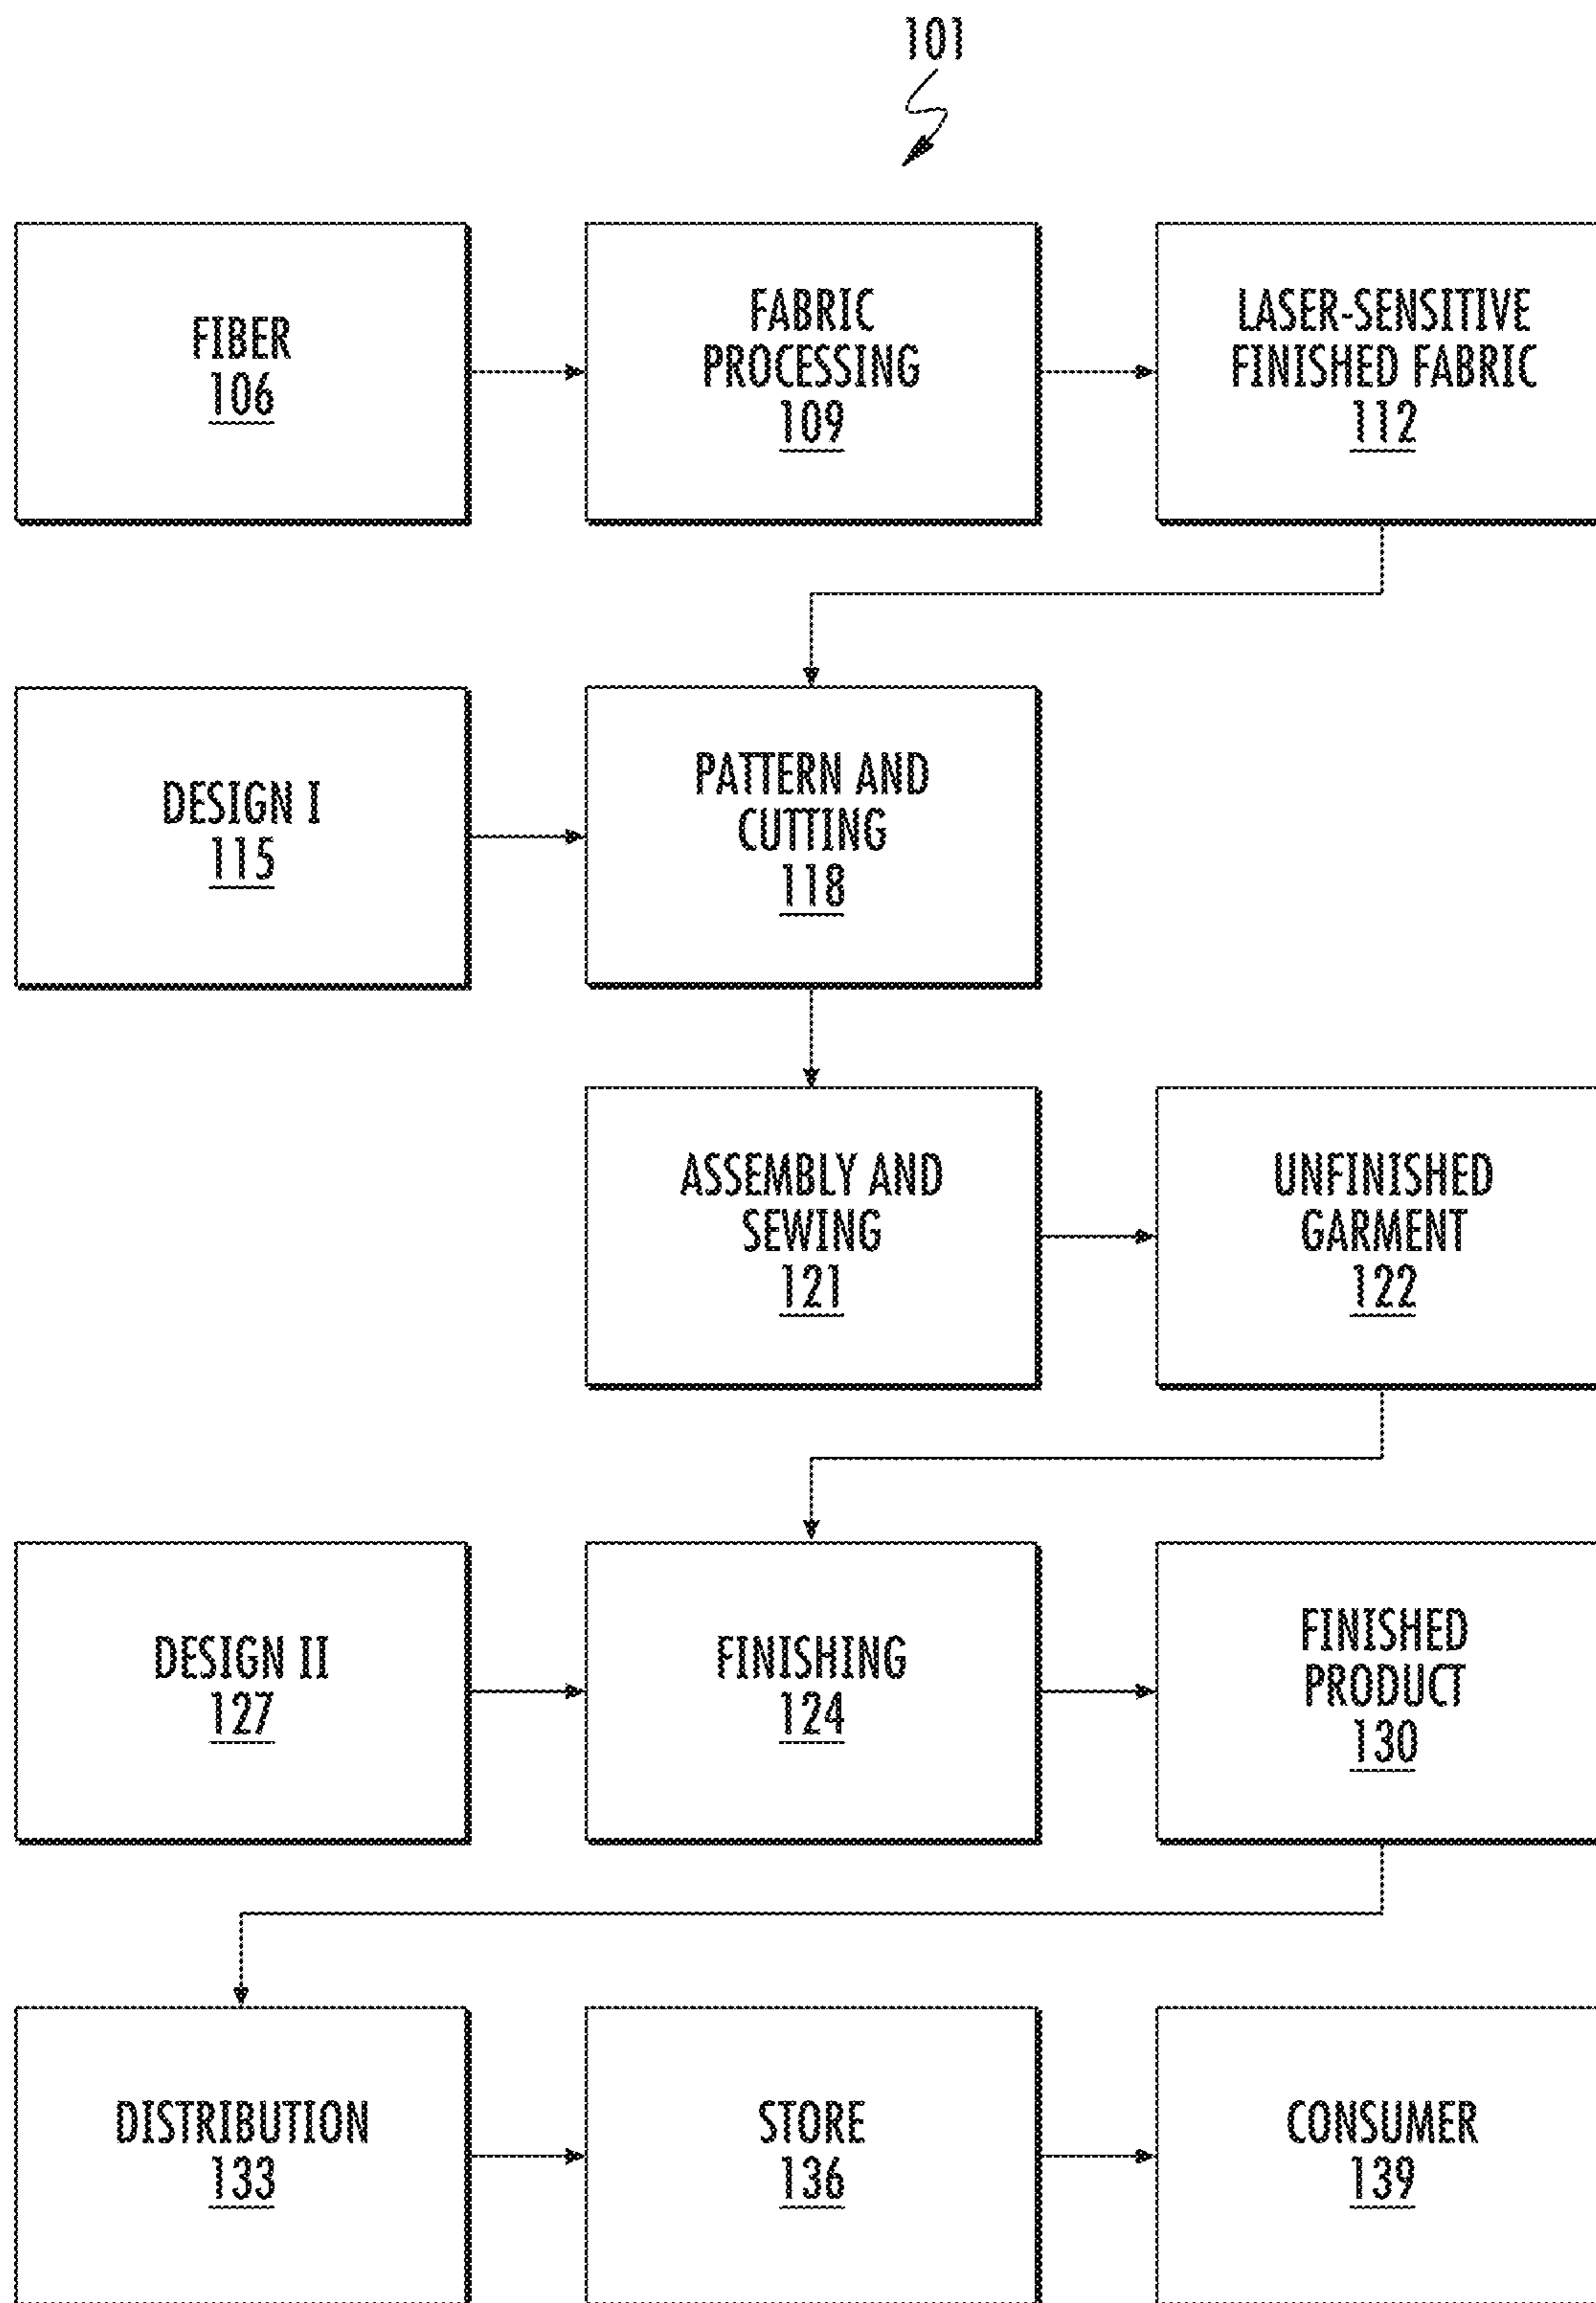 101
FIBER
106
FABRIC
PROCESSING
109
LASER-SENSITIVE
FINISHED FABRIC
112
DESIGN I
115
PATTERN AND
CUTTING
118
ASSEMBLY AND
SEWING
121
UNFINISHED
GARMENT
122
DESIGN II
127
FINISHING
124
FINISHED
PRODUCT
130
DISTRIBUTION
133
STORE
136
CONSUMER
139